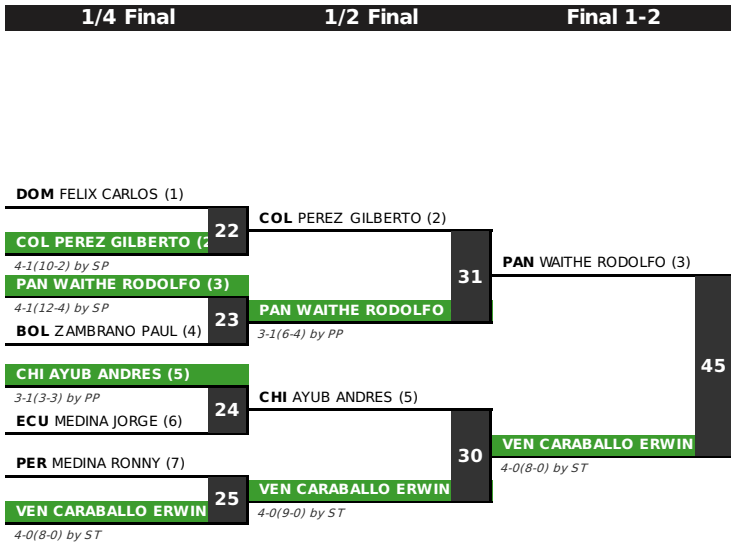 1/4 Final
1/2 Final
Final 1-2
DOM FELIX CARLOS (1)
22
COL PEREZ GILBERTO (2
4-1(10-2) by SP
PAN WAITHE RODOLFO (3)
4-1(12-4) by SP
23
BOL ZAMBRANO PAUL (4)
CHI AYUB ANDRES (5)
3-1(3-3) by PP
24
ECU MEDINA JORGE (6)
PER MEDINA RONNY (7)
25
VEN CARABALLO ERWIN
4-0(8-0) by ST
COL PEREZ GILBERTO (2)
31
PAN WAITHE RODOLFO
3-1(6-4) by PP
CHI AYUB ANDRES (5)
30
VEN CARABALLO ERWIN
4-0(9-0) by ST
PAN WAITHE RODOLFO (3)
45
VEN CARABALLO ERWIN
4-0(8-0) by ST